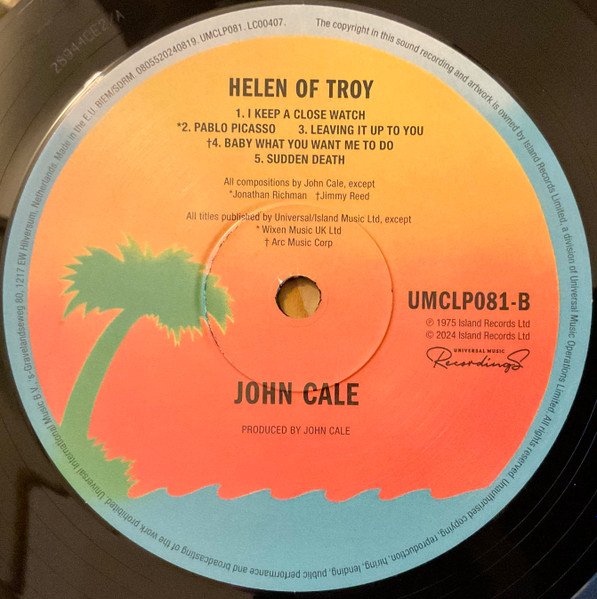 HELEN OF TROY
1. I KEEP A CLOSE WATCH
*2. PABLO PICASSO 3. LEAVING IT UP TO YOU
†4. BABY WHAT YOU WANT ME TO DO
5. SUDDEN DEATH
All compositions by John Cale, except
*Jonathan Richman †Jimmy Reed
All titles published by Universal/Island Music Ltd, except
* Wixen Music UK Ltd
† Arc Music Corp
UMCLP081-B
℗ 1975 Island Records Ltd
© 2024 Island Records Ltd
UNIVERSAL MUSIC
Recordings
JOHN CALE
PRODUCED BY JOHN CALE
The copyright in this sound recording and artwork is owned by Island Records Limited, a division of Universal Music Operations Limited. All rights reserved. Unauthorised copying, reproduction, hiring, lending, public performance and broadcasting of the work prohibited. Universal International Music B.V., 's-Gravelandseweg 80, 1217 EW Hilversum, Netherlands. Made in the E.U. BIEM/SDRM. 0805520240819. UMCLP081. LC00407.